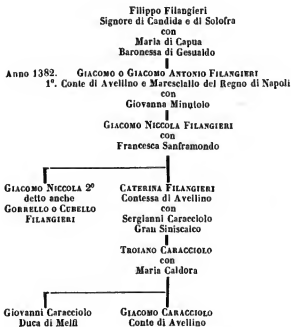 Filippo Filangieri
Signore di Candida e di Solofra
con
Maria di Capua
Baronessa di Gesualdo
Anno 1382. GIACOMO O GIACOMO ANTONIO FILANGIERI
1°. Conte di Avellino e Maresciallo del Regno di Napoli
con
Giovanna Minutolo
GIACOMO NICCOLA FILANGIERI
con
Francesca Sanframondo
GIACOMO NICCOLA 2°
detto anche
GORRELLO O CUBELLO
FILANGIERI
CATERINA FILANGIERI
Contessa di Avellino
con
Sergianni Caracciolo
Gran Siniscalco
TROIANO CARACCIOLO
con
Maria Caldora
Giovanni Caracciolo
Duca di Melfi
GIACOMO CARACCIOLO
Conte di Avellino